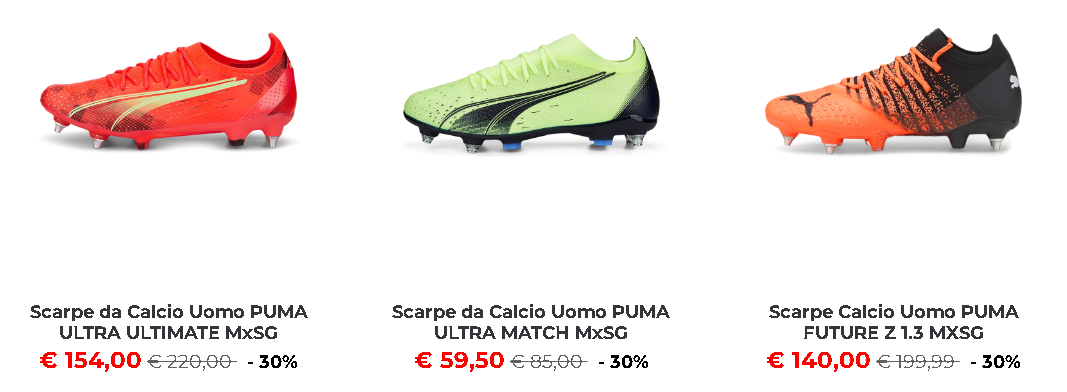 Scarpe da Calcio Uomo PUMA
ULTRA ULTIMATE MxSG
€ 154,00 € 220,00 - 30%
Scarpe da Calcio Uomo PUMA
ULTRA MATCH MxSG
€ 59,50 € 85,00 - 30%
Scarpe Calcio Uomo PUMA
FUTURE Z 1.3 MXSG
€ 140,00 € 199,99 - 30%